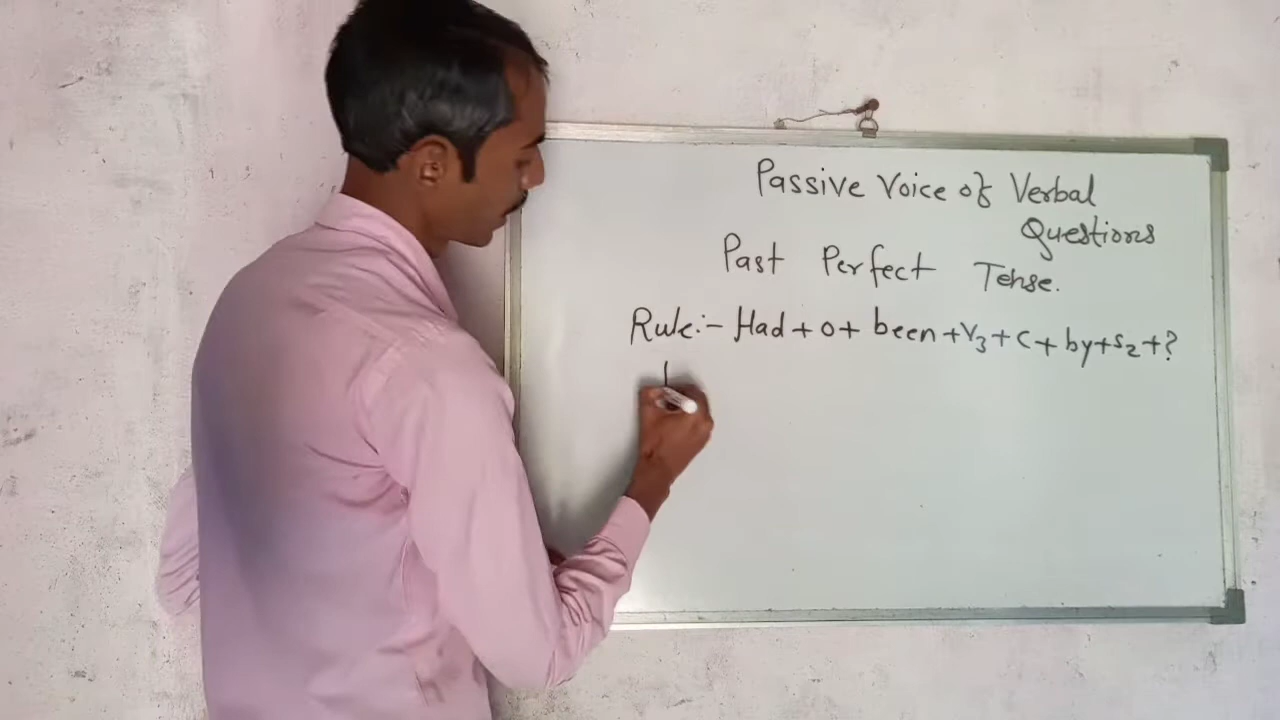 Passive Voice of Verbal
Questions
Past Perfect Tense.
Rule:- Had + o + been + V3 + C + by + S2 + ?